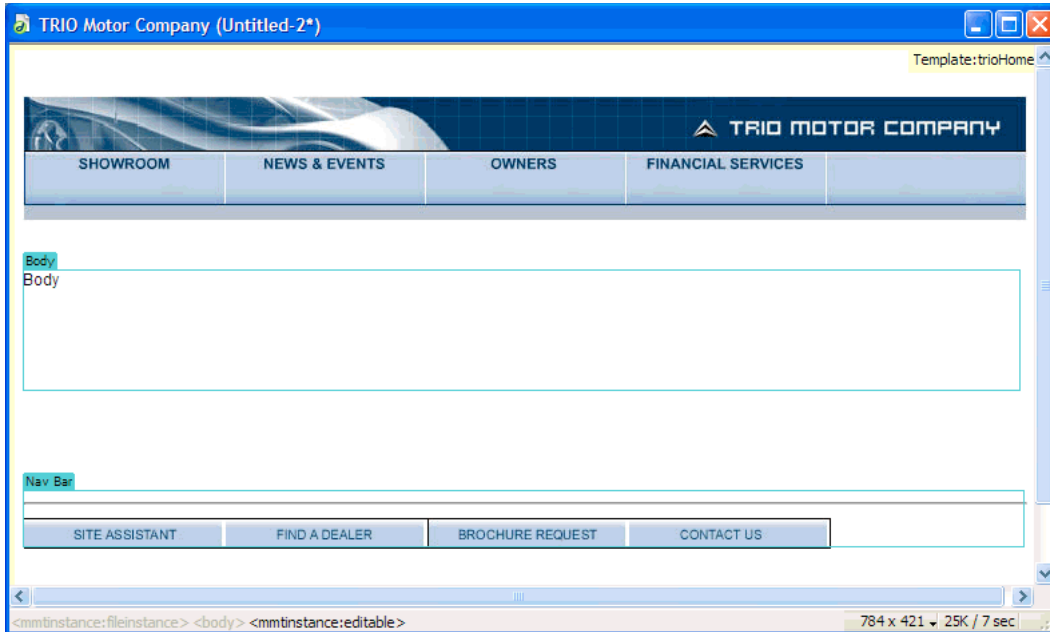 TRIO Motor Company (Untitled-2*)
Template:trioHome
TRIO MOTOR COMPANY
SHOWROOM NEWS & EVENTS OWNERS FINANCIAL SERVICES
Body
Body
Nav Bar
SITE ASSISTANT FIND A DEALER BROCHURE REQUEST CONTACT US
<mmtinstance:fileinstance> <body> <mmtinstance:editable> 784 x 421 25K / 7 sec